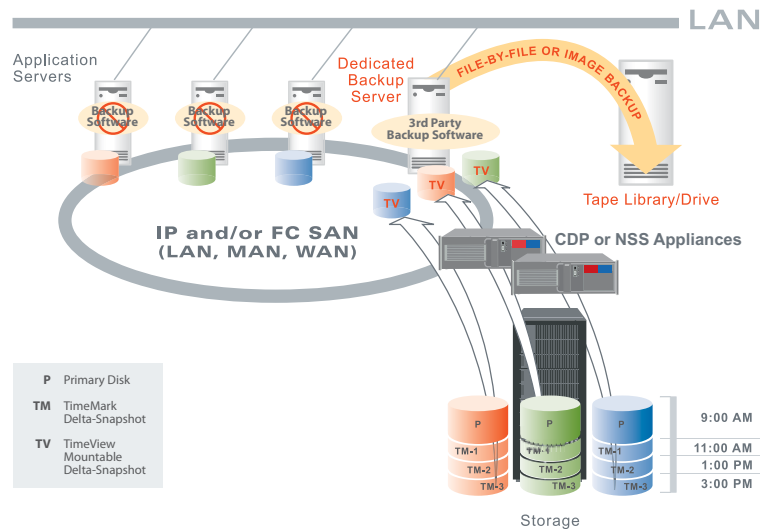 LAN
Application
Servers
Dedicated
Backup
Server
FILE-BY-FILE OR IMAGE BACKUP
Backup
Software
Backup
Software
Backup
Software
3rd Party
Backup Software
TV
TV
TV
Tape Library/Drive
IP and/or FC SAN
(LAN, MAN, WAN)
CDP or NSS Appliances
P Primary Disk
TM TimeMark
Delta-Snapshot
TV TimeView
Mountable
Delta-Snapshot
P
P
P
9:00 AM
TM-1
TM-1
TM-1
11:00 AM
TM-2
TM-2
TM-2
1:00 PM
TM-3
TM-3
TM-3
3:00 PM
Storage